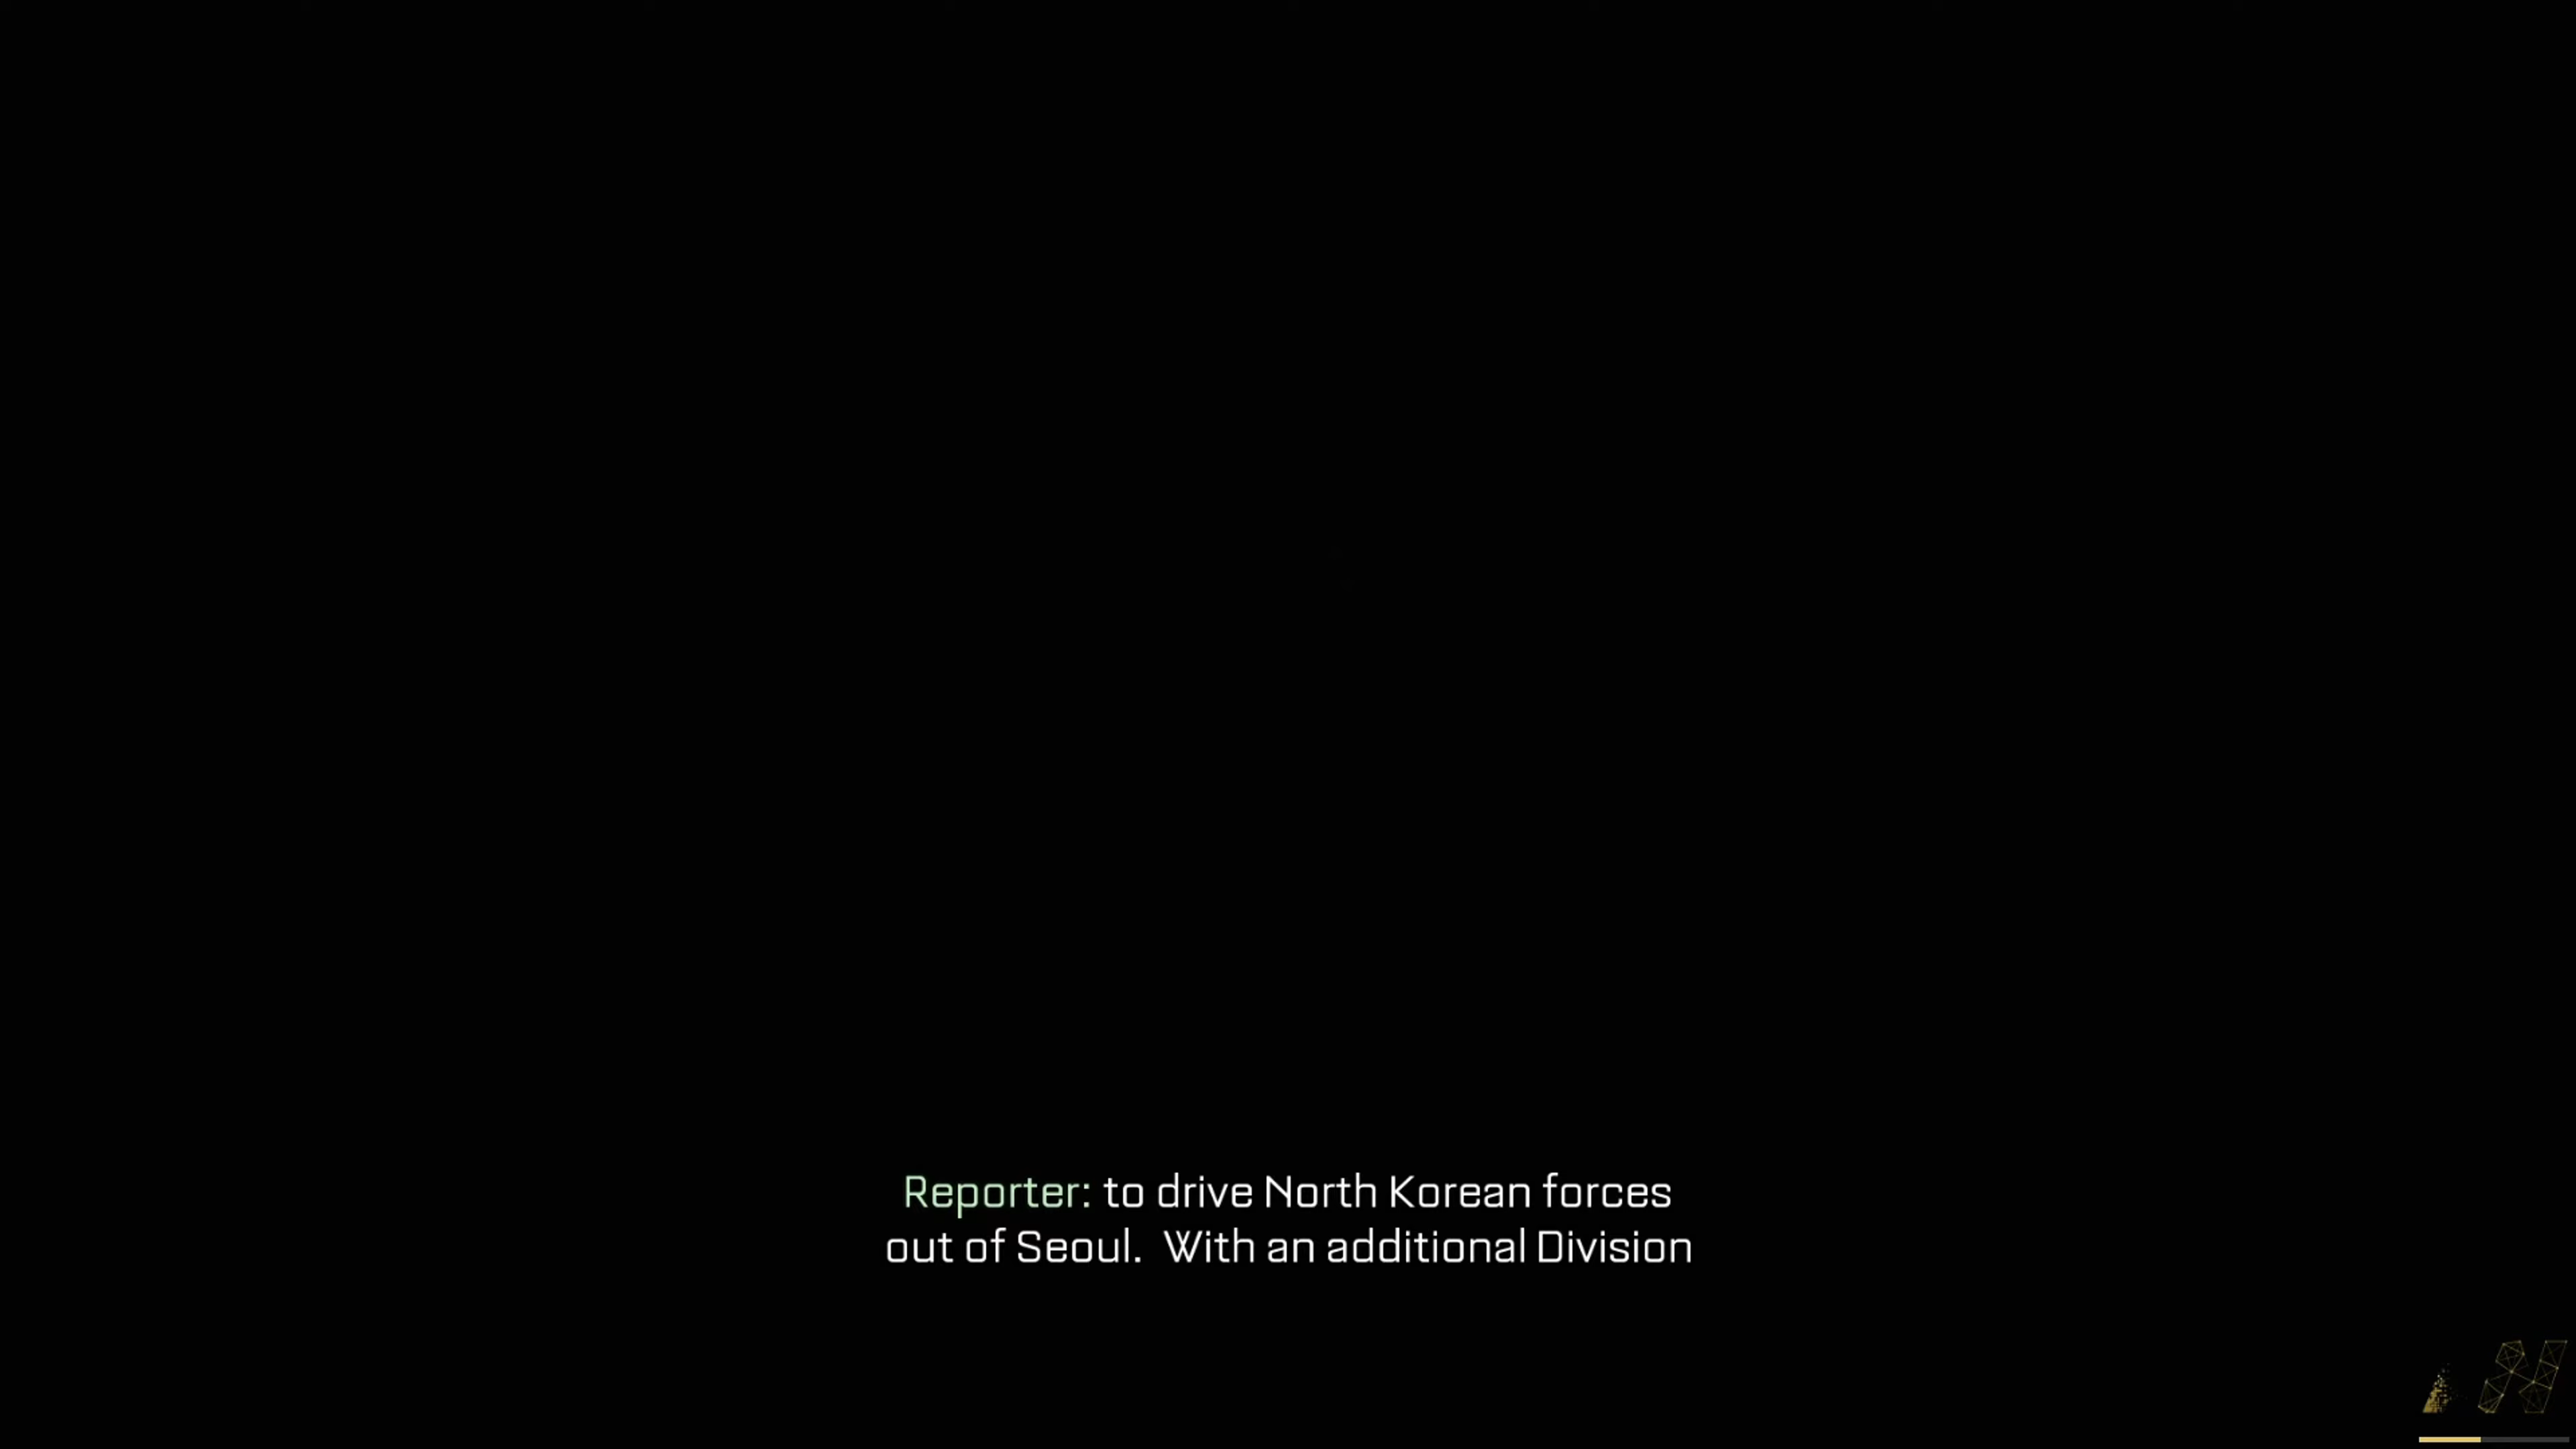 Reporter: to drive North Korean forces
out of Seoul.  With an additional Division